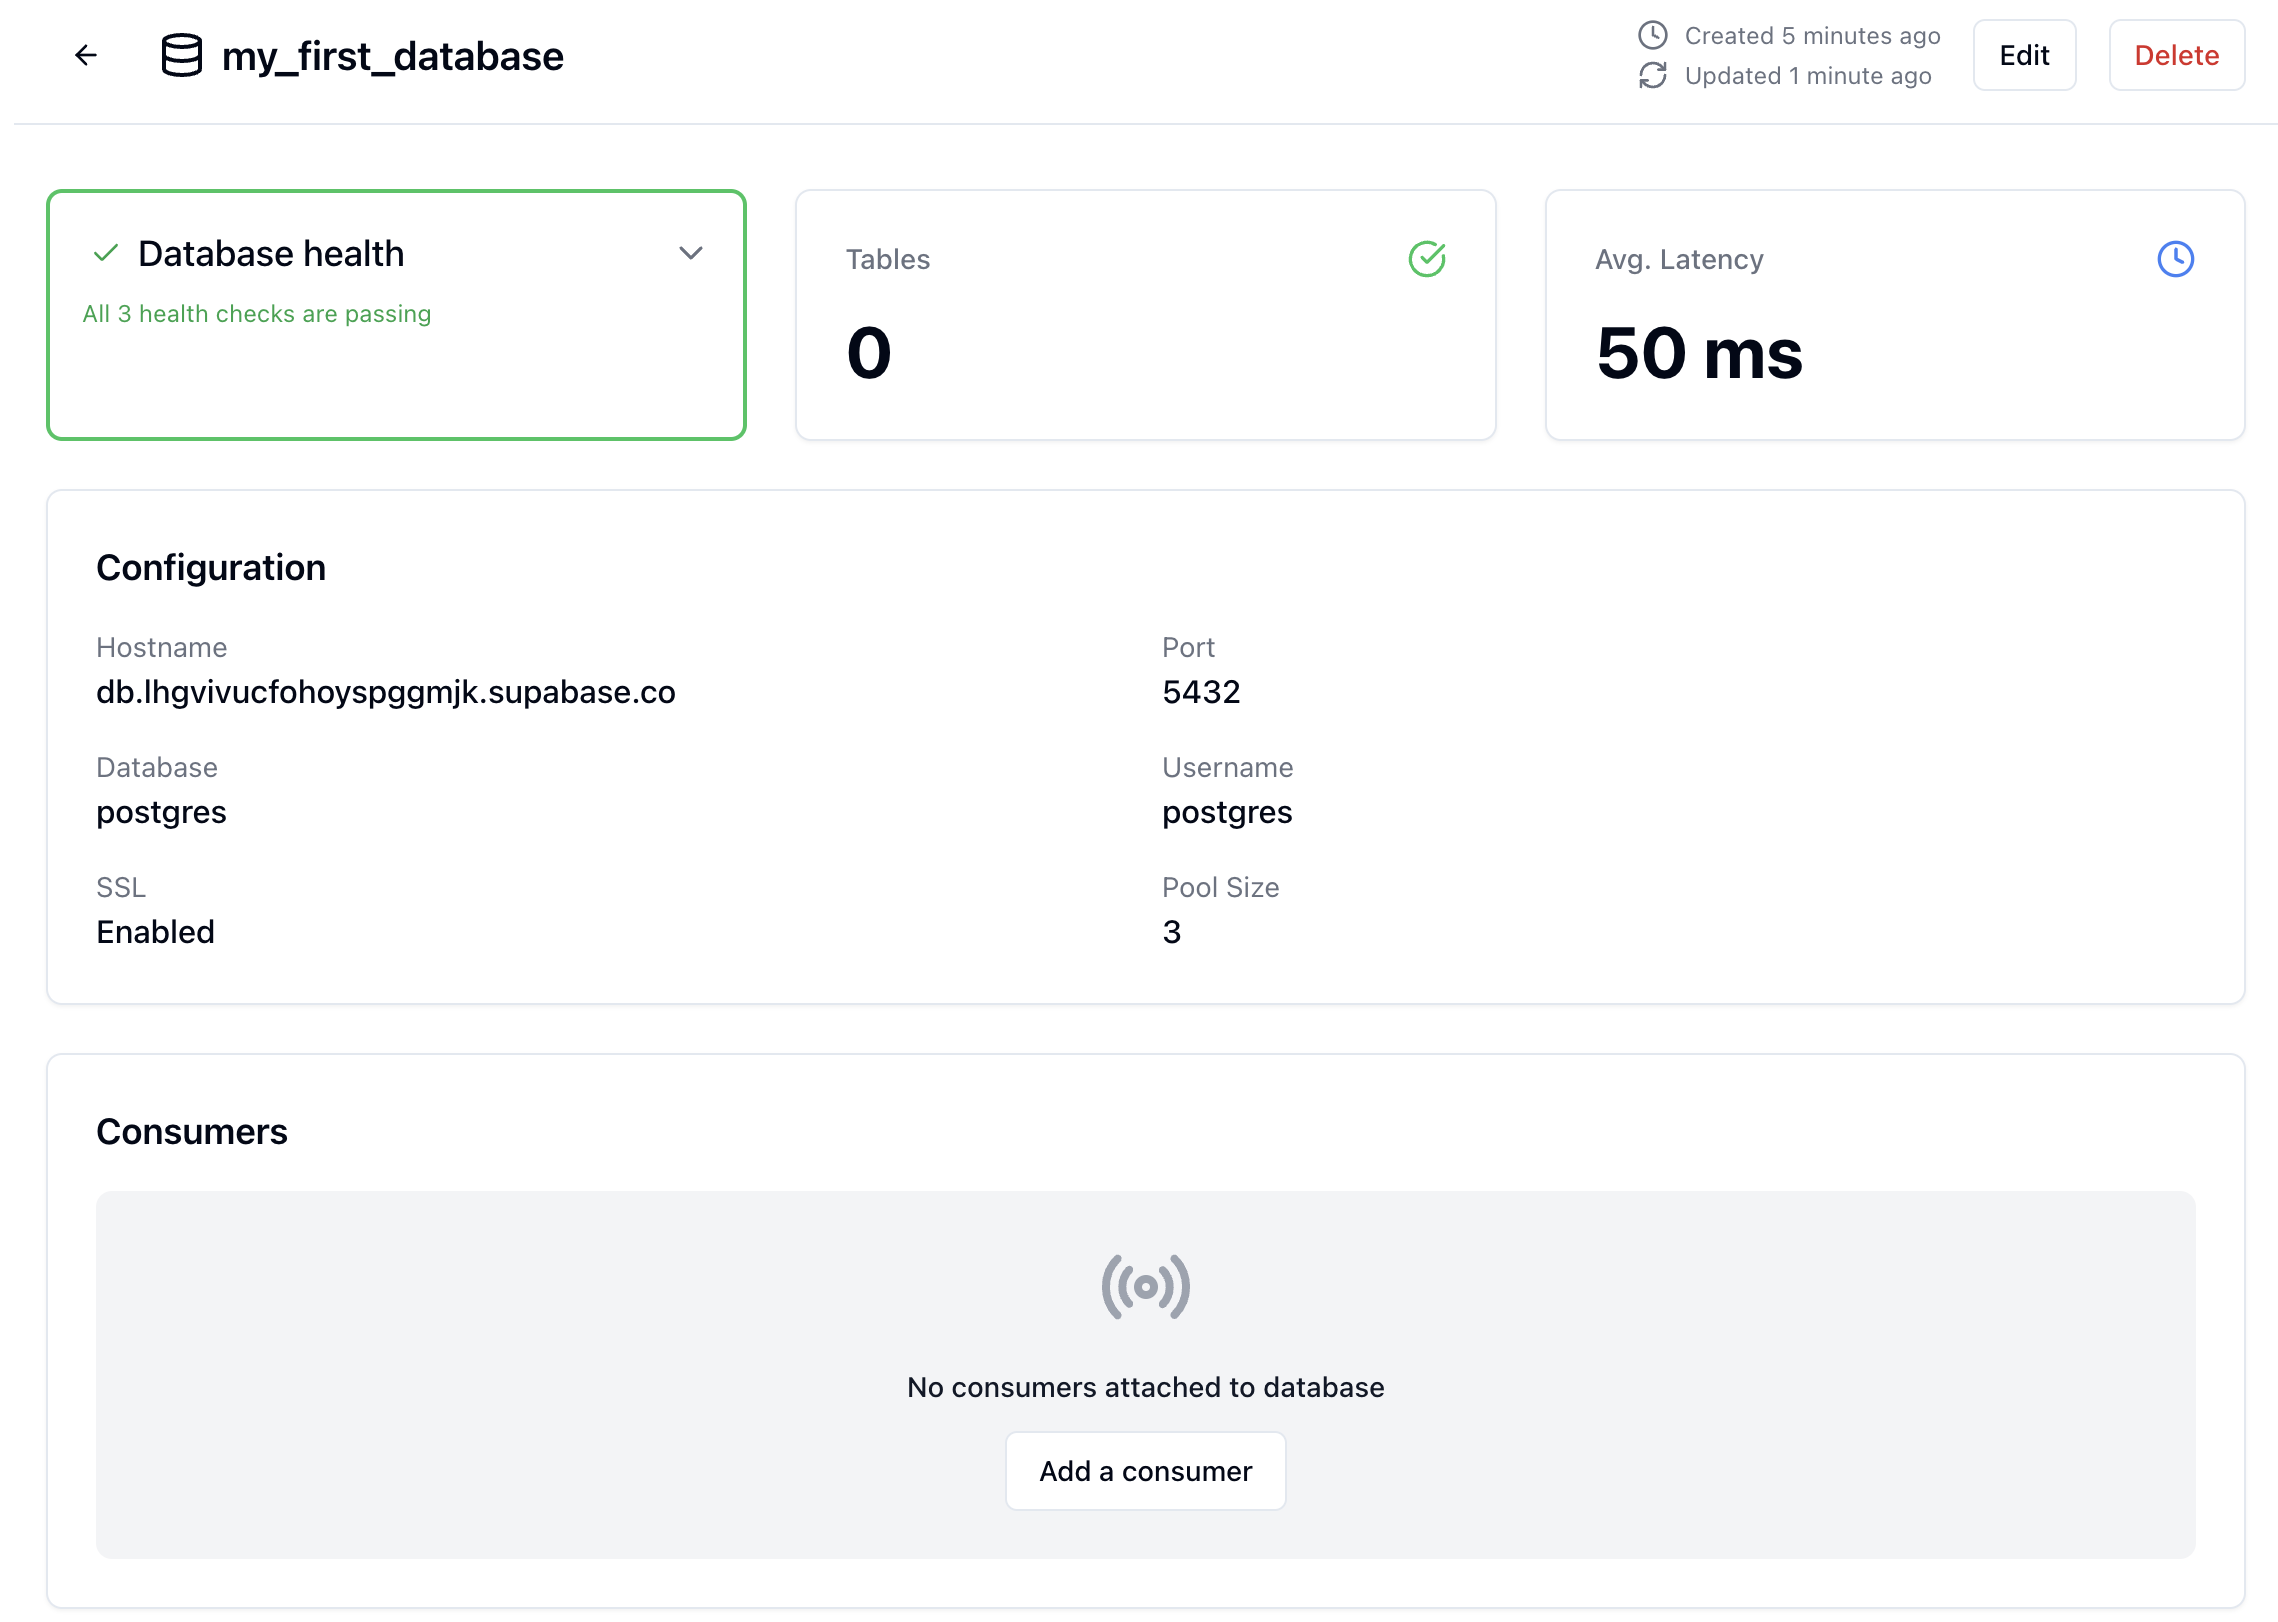 my_first_database
Created 5 minutes ago
Updated 1 minute ago
Edit
Delete
Database health
All 3 health checks are passing
Tables
0
Avg. Latency
50 ms
Configuration
Hostname
db.lhgvivucfohoyspggmjk.supabase.co
Port
5432
Database
postgres
Username
postgres
SSL
Enabled
Pool Size
3
Consumers
No consumers attached to database
Add a consumer